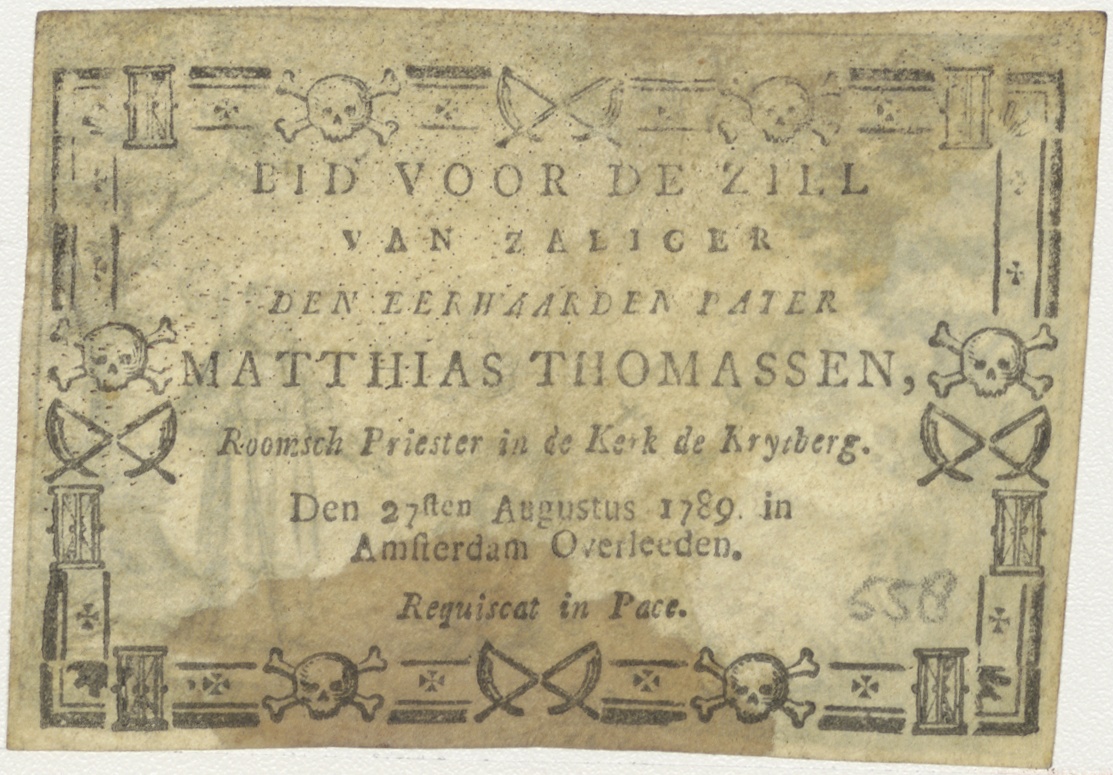 BID VOOR DE ZIEL
VAN ZALIGER
DEN EERWAARDEN PATER
MATTHIAS THOMASSEN,
Roomsch Priester in de Kerk de Krytberg.
Den 27sten Augustus 1789. in
Amsterdam Overleeden.
Requiscat in Pace.
558